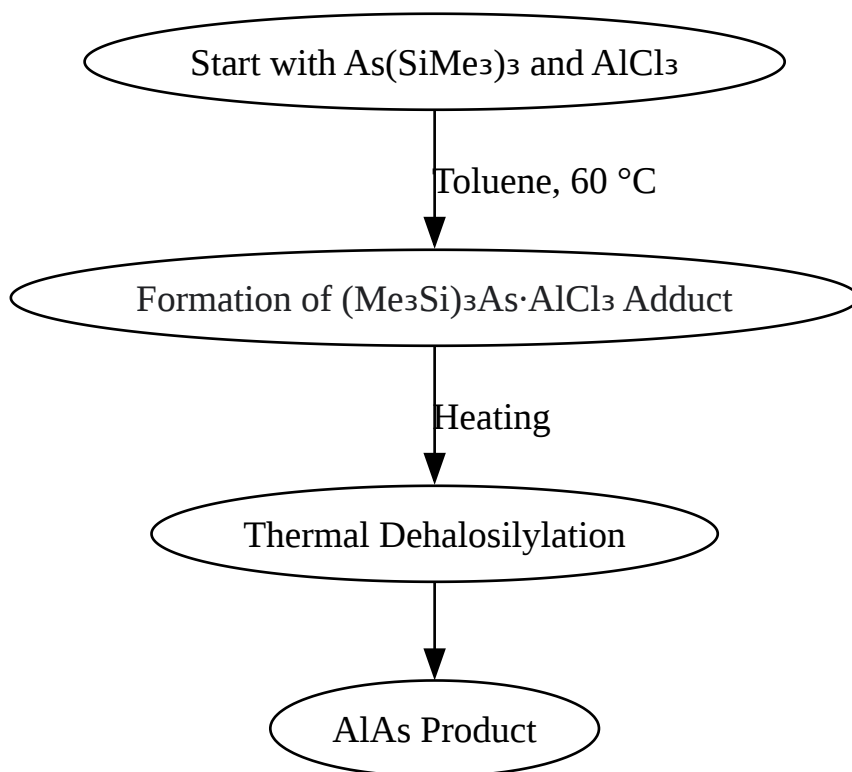 Start with As(SiMe₃)₃ and AlCl₃
Toluene, 60 °C
Formation of (Me₃Si)₃As·AlCl₃ Adduct
Heating
Thermal Dehalosilylation
AlAs Product